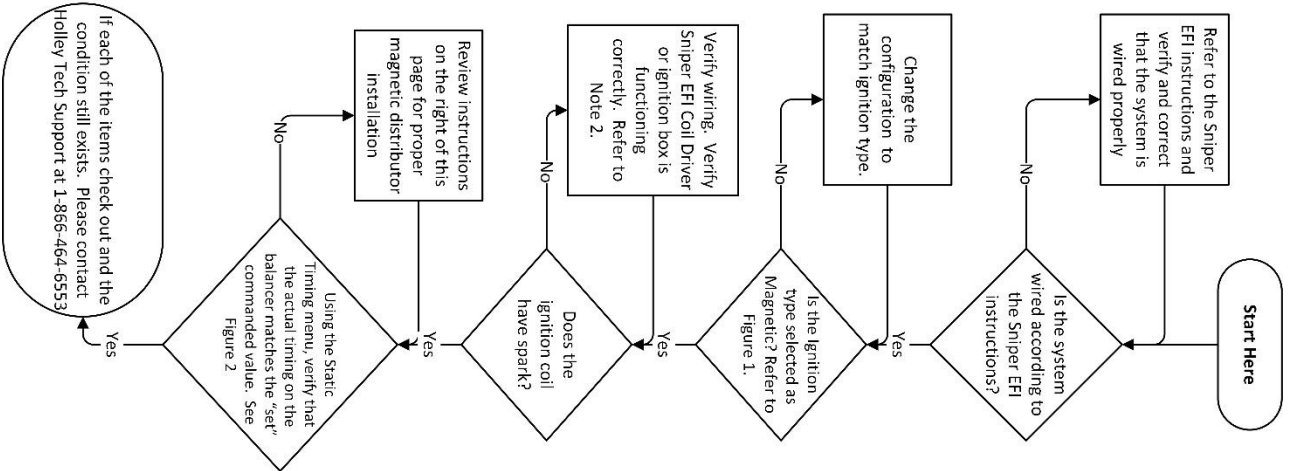 Start Here
Is the system
wired according to
the Sniper EFI
instructions?
No
Refer to the Sniper
EFI instructions and
verify and correct
that the system is
wired properly
Yes
Is the Ignition
type selected as
Magnetic? Refer to
Figure 1.
No
Change the
configuration to
match ignition type.
Yes
Does the
ignition coil
have spark?
No
Verify wiring. Verify
Sniper EFI Coil Driver
or ignition box is
functioning
correctly. Refer to
Note 2.
Yes
Using the Static
Timing menu, verify that
the actual timing on the
balancer matches the “set”
commanded value. See
Figure 2
No
Review instructions
on the right of this
page for proper
magnetic distributor
installation
Yes
If each of the items check out and the
condition still exists. Please contact
Holley Tech Support at 1-866-464-6553